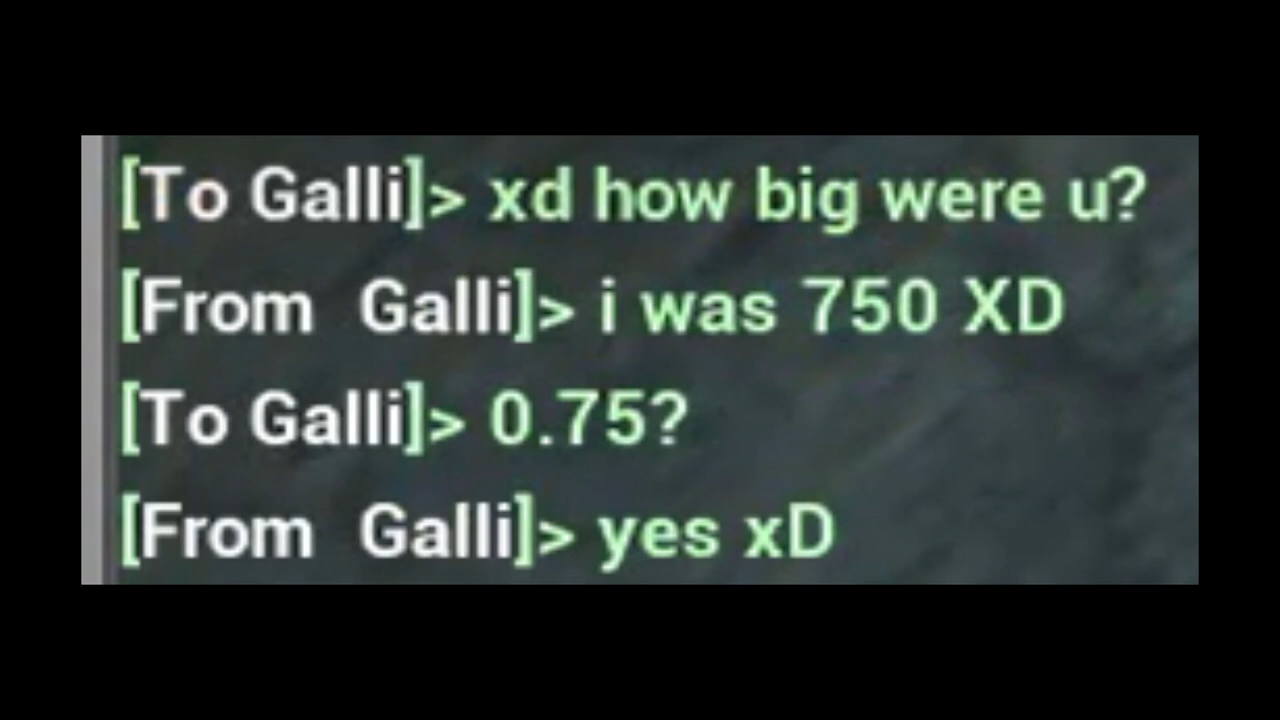 [To Galli]> xd how big were u?
[From  Galli]> i was 750 XD
[To Galli]> 0.75?
[From  Galli]> yes xD